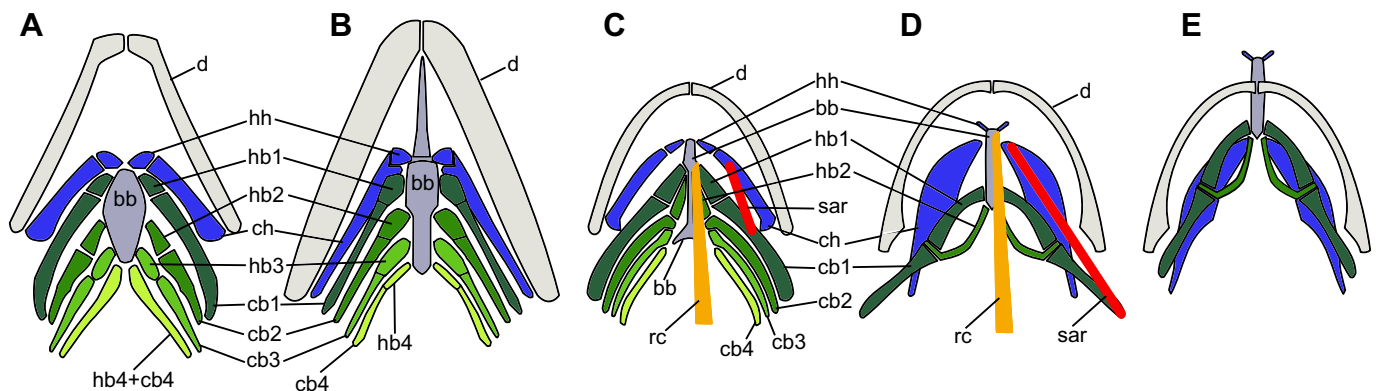 A B C D E
d d d d
hh hh
bb bb bb
hb1 hb1
hb2 hb2
hb3 sar
ch ch
cb1 cb1
bb
cb2 cb2
cb3 hb4 rc cb4 cb3 rc sar
hb4+cb4 cb4